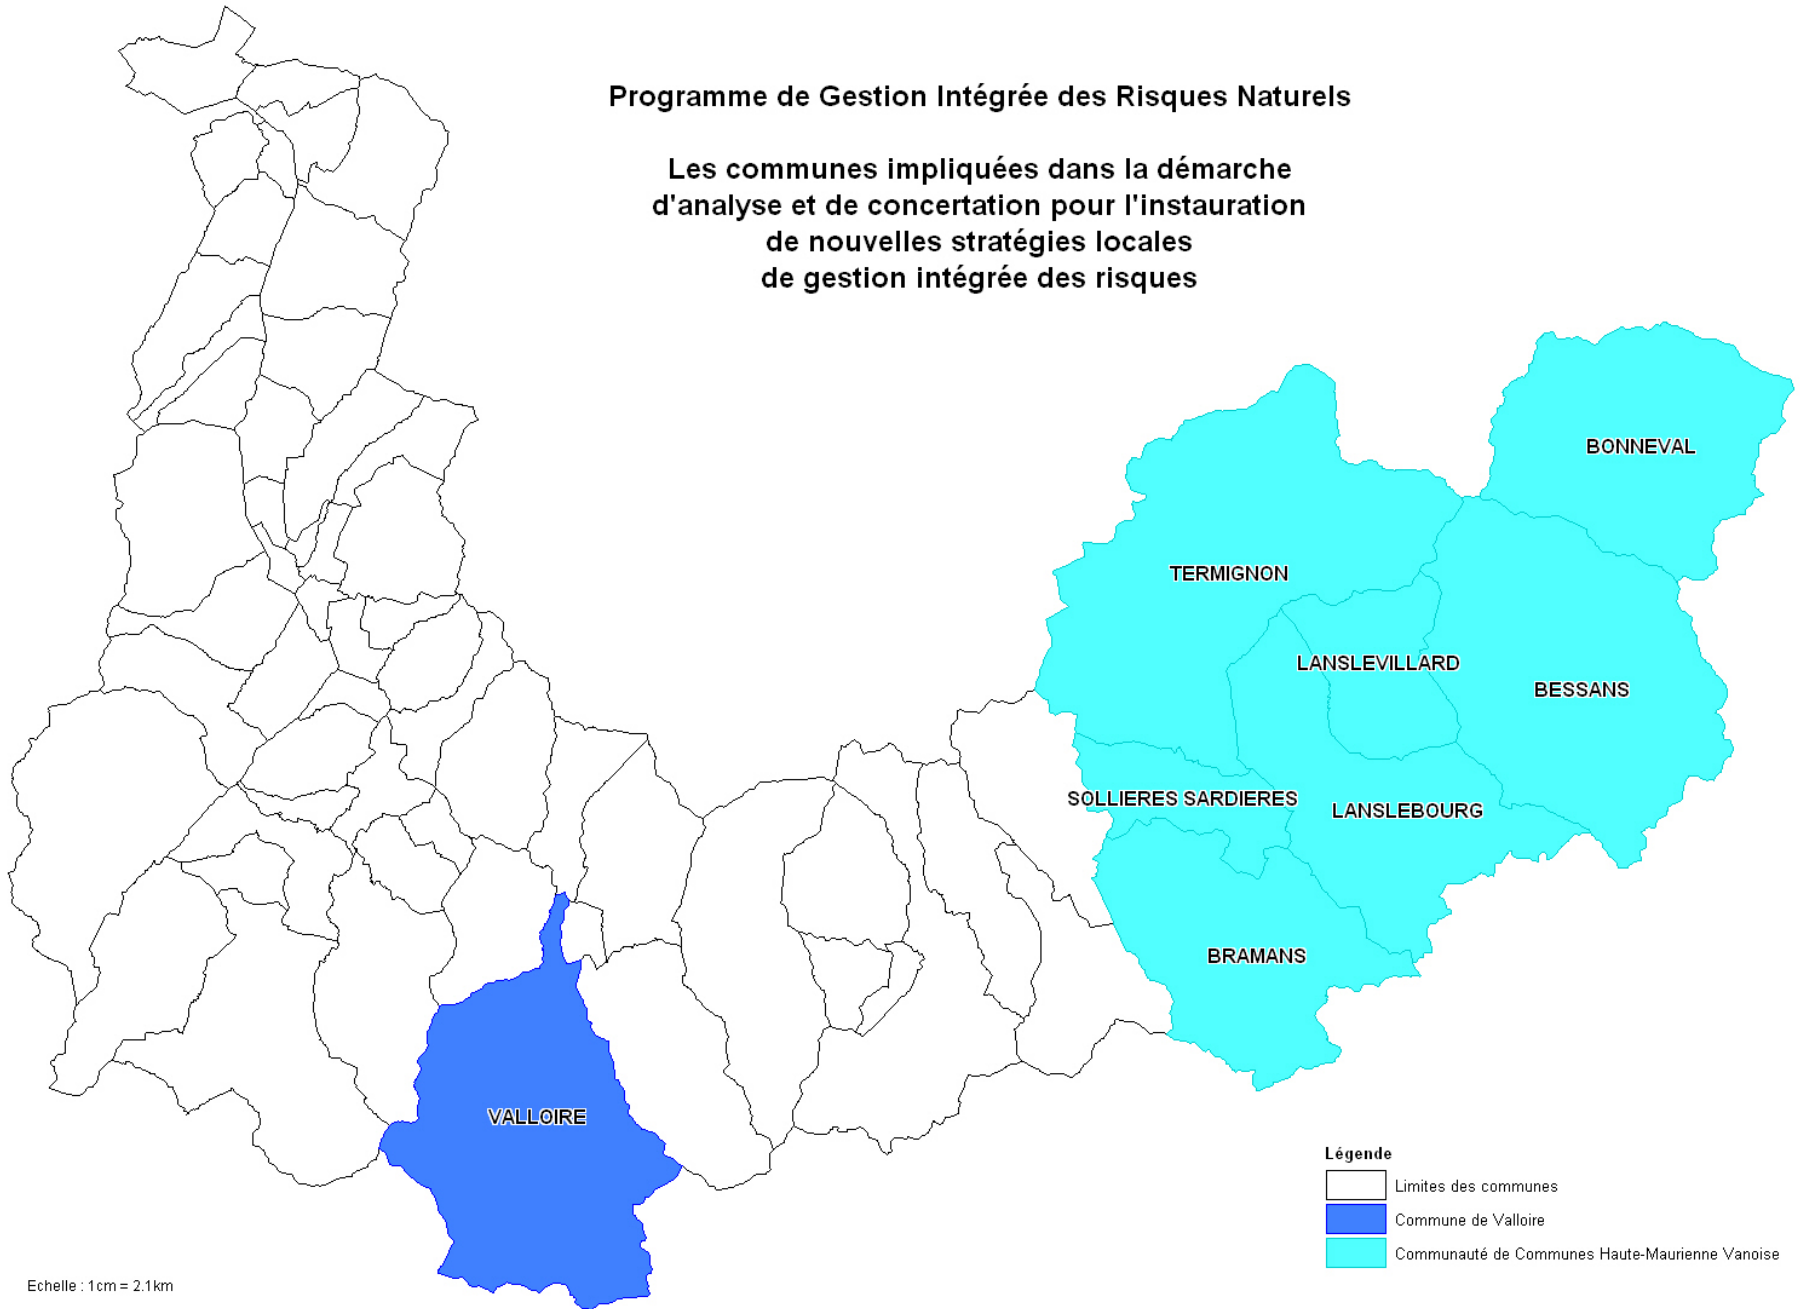 Programme de Gestion Intégrée des Risques Naturels
Les communes impliquées dans la démarche
d'analyse et de concertation pour l'instauration
de nouvelles stratégies locales
de gestion intégrée des risques
BONNEVAL
TERMIGNON
LANSLEVILLARD
BESSANS
SOLLIERES SARDIERES
LANSLEBOURG
BRAMANS
VALLOIRE
Légende
Limites des communes
Commune de Valloire
Communauté de Communes Haute-Maurienne Vanoise
Echelle : 1cm = 2.1km